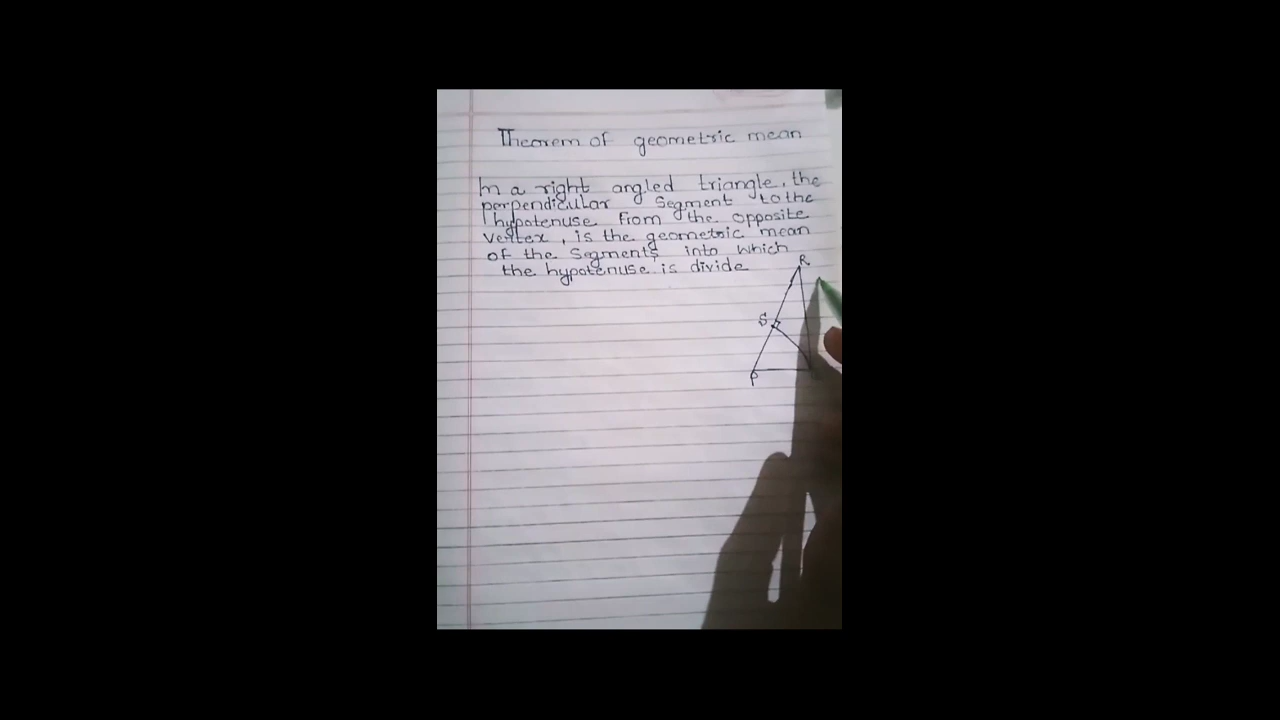 Theorem of geometric mean
In a right angled triangle, the
perpendicular segment to the
hypotenuse from the opposite
vertex, is the geometric mean
of the segments into which
the hypotenuse is divide
R
S
P